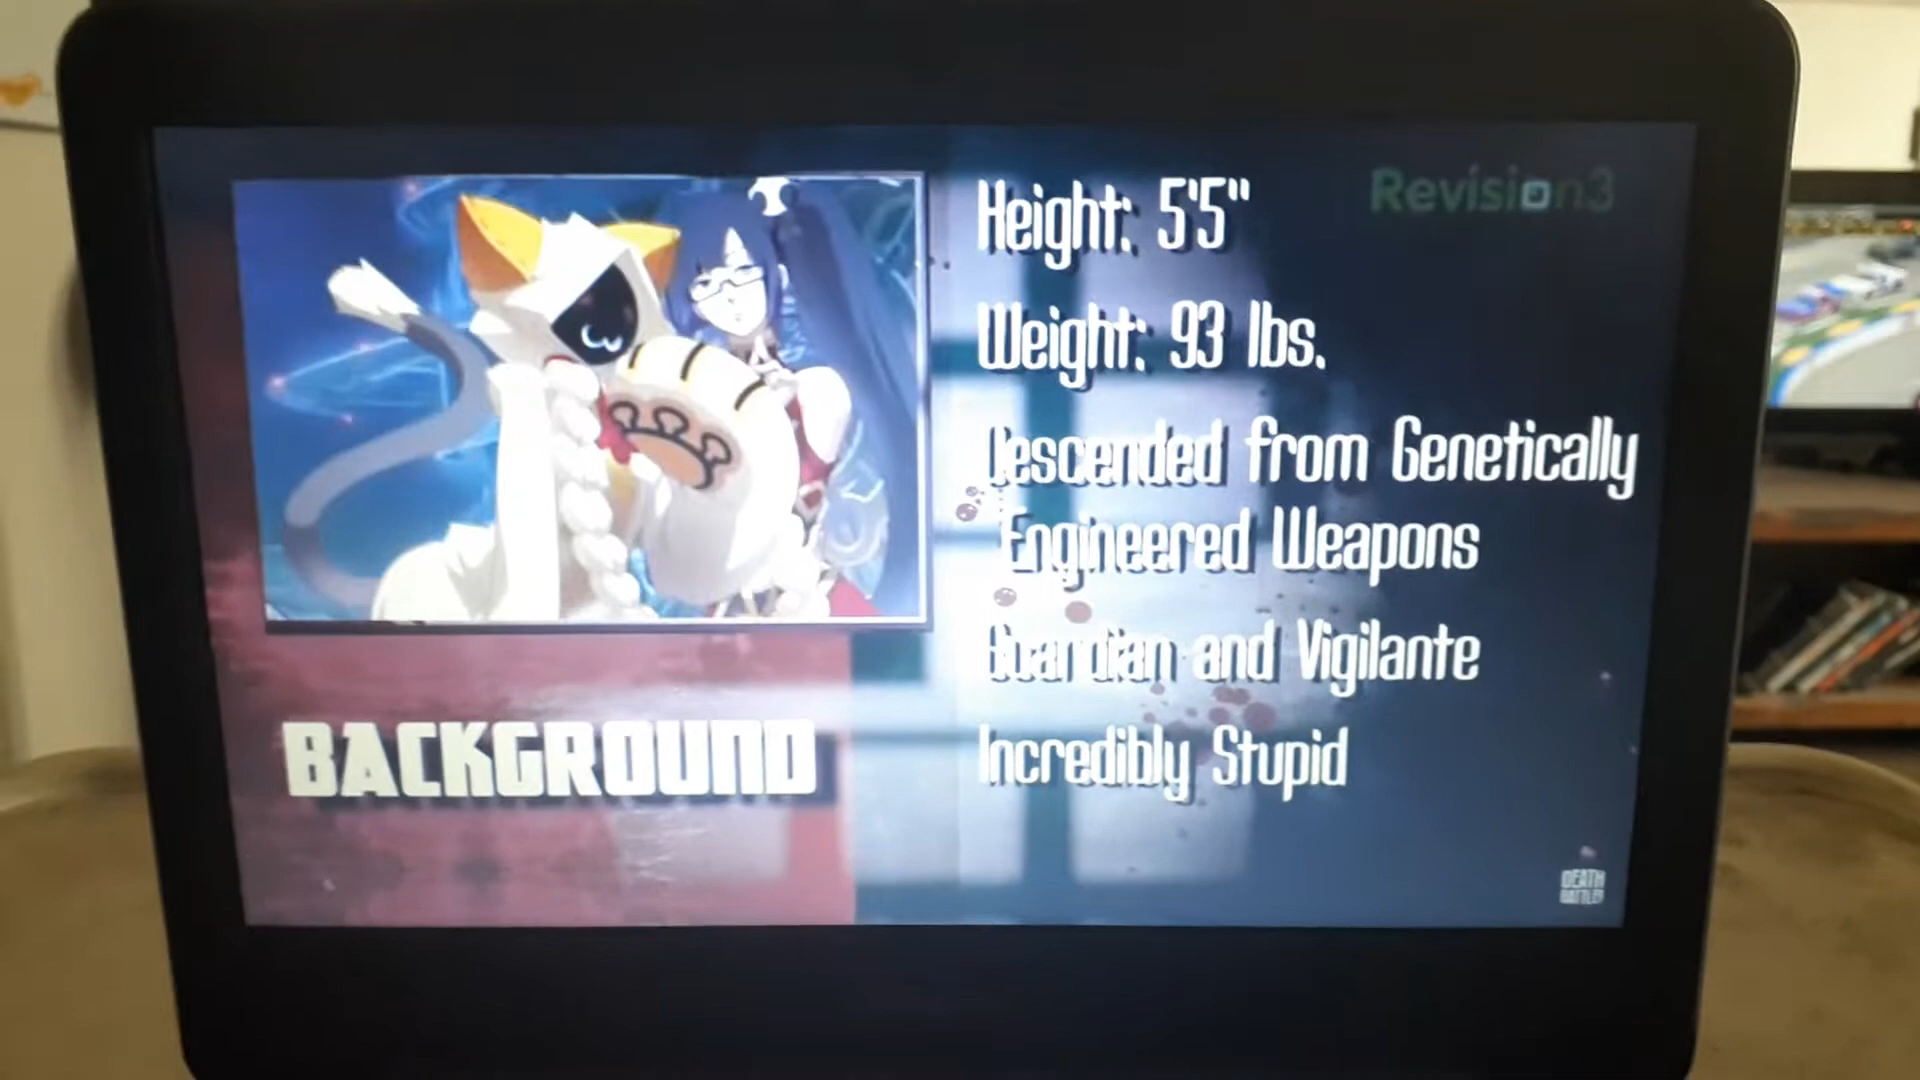 Revision3
Height: 5'5"
Weight: 93 lbs.
Descended from Genetically
Engineered Weapons
Guardian and Vigilante
BACKGROUND
Incredibly Stupid
DEATH
BATTLE!